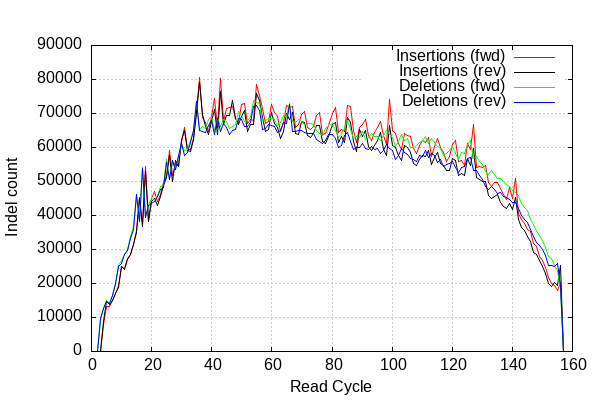 90000
80000
70000
60000
50000
40000
30000
20000
10000
0
Indel count
Insertions (fwd)
Insertions (rev)
Deletions (fwd)
Deletions (rev)
0 20 40 60 80 100 120 140 160
Read Cycle